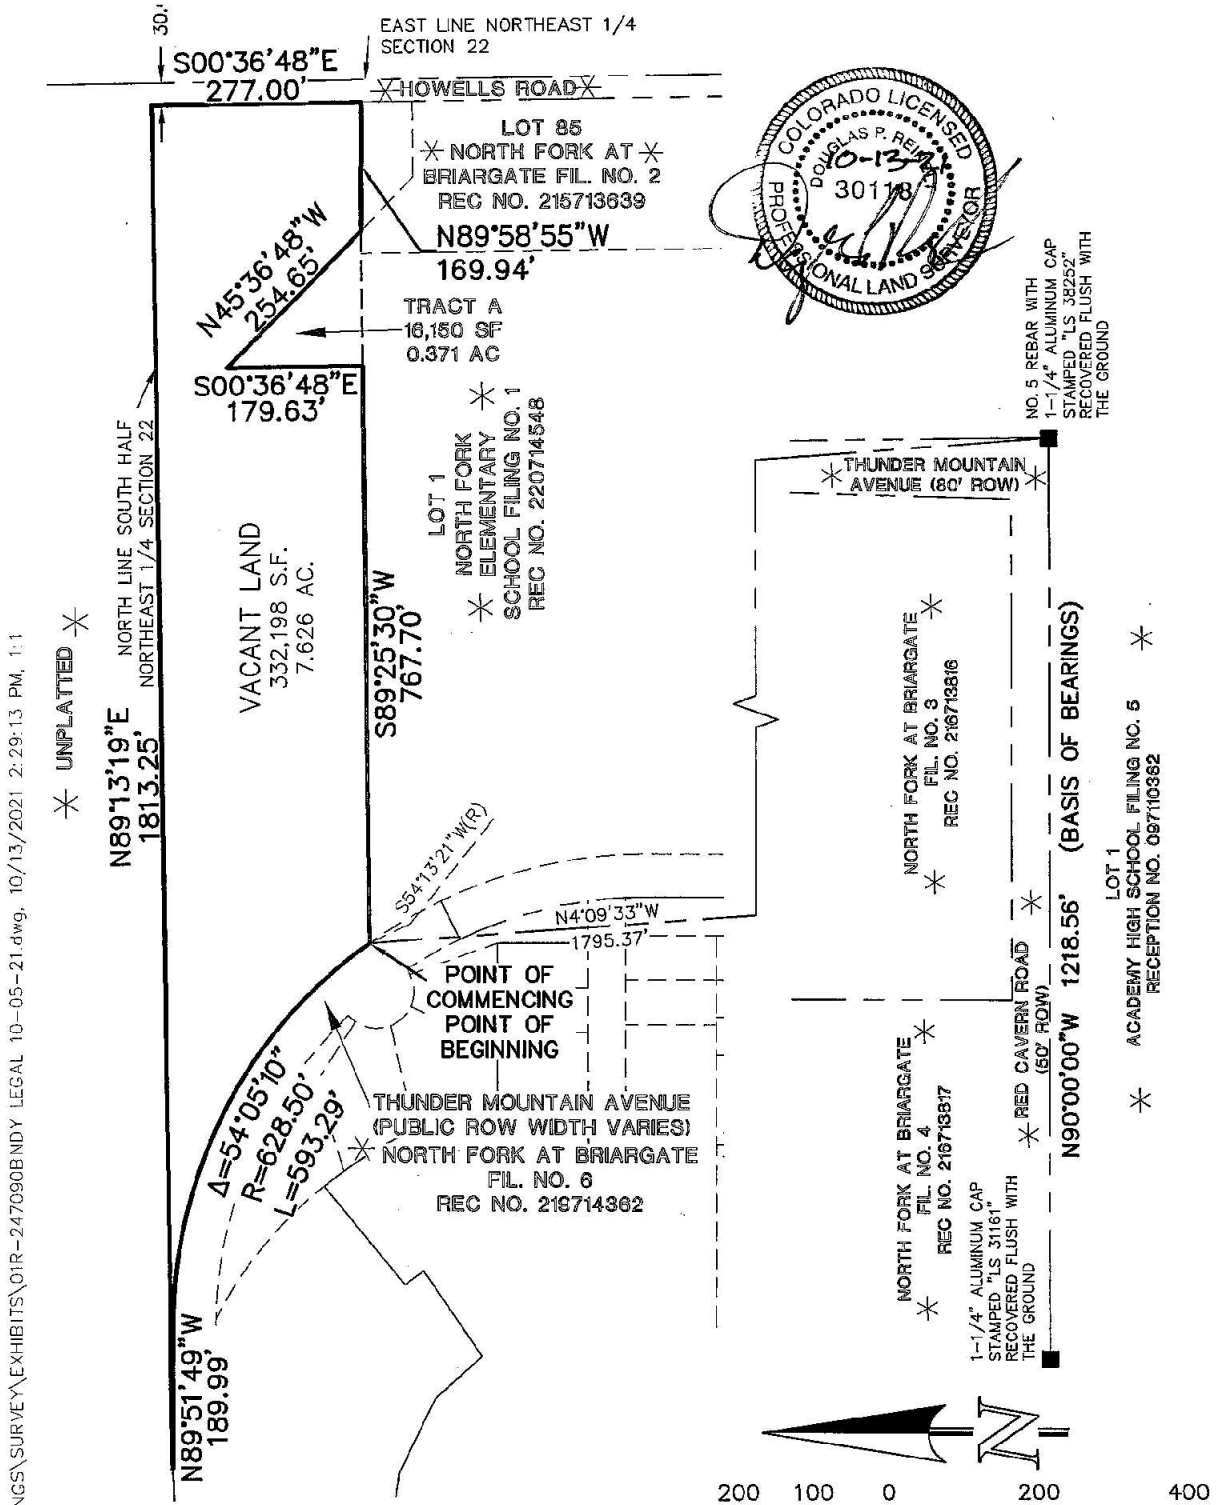 30.
EAST LINE NORTHEAST 1/4
SECTION 22
S00°36'48"E
277.00'
HOWELLS ROAD
LOT 85
NORTH FORK AT
BRIARGATE FIL. NO. 2
REC NO. 215713639
N89°58'55"W
169.94'
N45°36'48"W
254.65'
TRACT A
16,150 SF
0.371 AC
S00°36'48"E
179.63'
COLORADO LICENSED
DOUGLAS P.
10-13-
30118
PROFESSIONAL LAND SURVEYOR
NO. 5 REBAR WITH
1-1/4" ALUMINUM CAP
STAMPED "LS 38252"
RECOVERED FLUSH WITH
THE GROUND
NORTH LINE SOUTH HALF
NORTHEAST 1/4 SECTION 22
UNPLATTED
N89°13'19"E
1813.25'
VACANT LAND
332,198 S.F.
7.626 AC.
S89°25'30"W
767.70'
LOT 1
NORTH FORK
ELEMENTARY
SCHOOL FILING NO. 1
REC NO. 220714548
THUNDER MOUNTAIN
AVENUE (80' ROW)
NORTH FORK AT BRIARGATE
FIL. NO. 3
REC NO. 216713816
S54°13'21"W(R)
N4°09'33"W
1795.37'
POINT OF
COMMENCING
POINT OF
BEGINNING
THUNDER MOUNTAIN AVENUE
(PUBLIC ROW WIDTH VARIES)
NORTH FORK AT BRIARGATE
FIL. NO. 6
REC NO. 219714362
Δ=54°05'10"
R=628.50'
L=593.29'
N89°51'49"W
189.99'
NORTH FORK AT BRIARGATE
FIL. NO. 4
REC NO. 216713817
RED CAVERN ROAD
(50' ROW)
N90°00'00"W 1218.56' (BASIS OF BEARINGS)
LOT 1
ACADEMY HIGH SCHOOL FILING NO. 5
RECEPTION NO. 097110362
1-1/4" ALUMINUM CAP
STAMPED "LS 31161"
RECOVERED FLUSH WITH
THE GROUND
N
200 100 0 200 400
NGS\SURVEY\EXHIBITS\01R-247090BNDY LEGAL 10-05-21.dwg, 10/13/2021 2:29:13 PM, 1:1